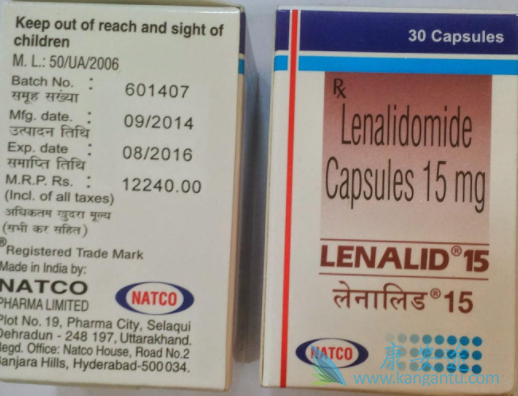 Keep out of reach and sight of
children
M. L.: 50/UA/2006
Batch No. : 601407
समूह संख्या
Mfg. date. : 09/2014
उत्पादन तिथि
Exp. date : 08/2016
समाप्ति तिथि
M.R.P. Rs. : 12240.00
(Incl. of all taxes)
अधिकतम खुदरा मूल्य
(सभी कर सहित)
®Registered Trade Mark
Made in India by:
NATCO
PHARMA LIMITED
NATCO
Plot No. 19, Pharma City, Selaqui
Dehradun - 248 197, Uttarakhand.
Regd. Office: Natco House, Road No.2
Banjara Hills, Hyderabad-500 034.
30 Capsules
Rx
Lenalidomide
Capsules 15 mg
LENALID® 15
लेनालिड® 15
NATCO
www.kangantu.com